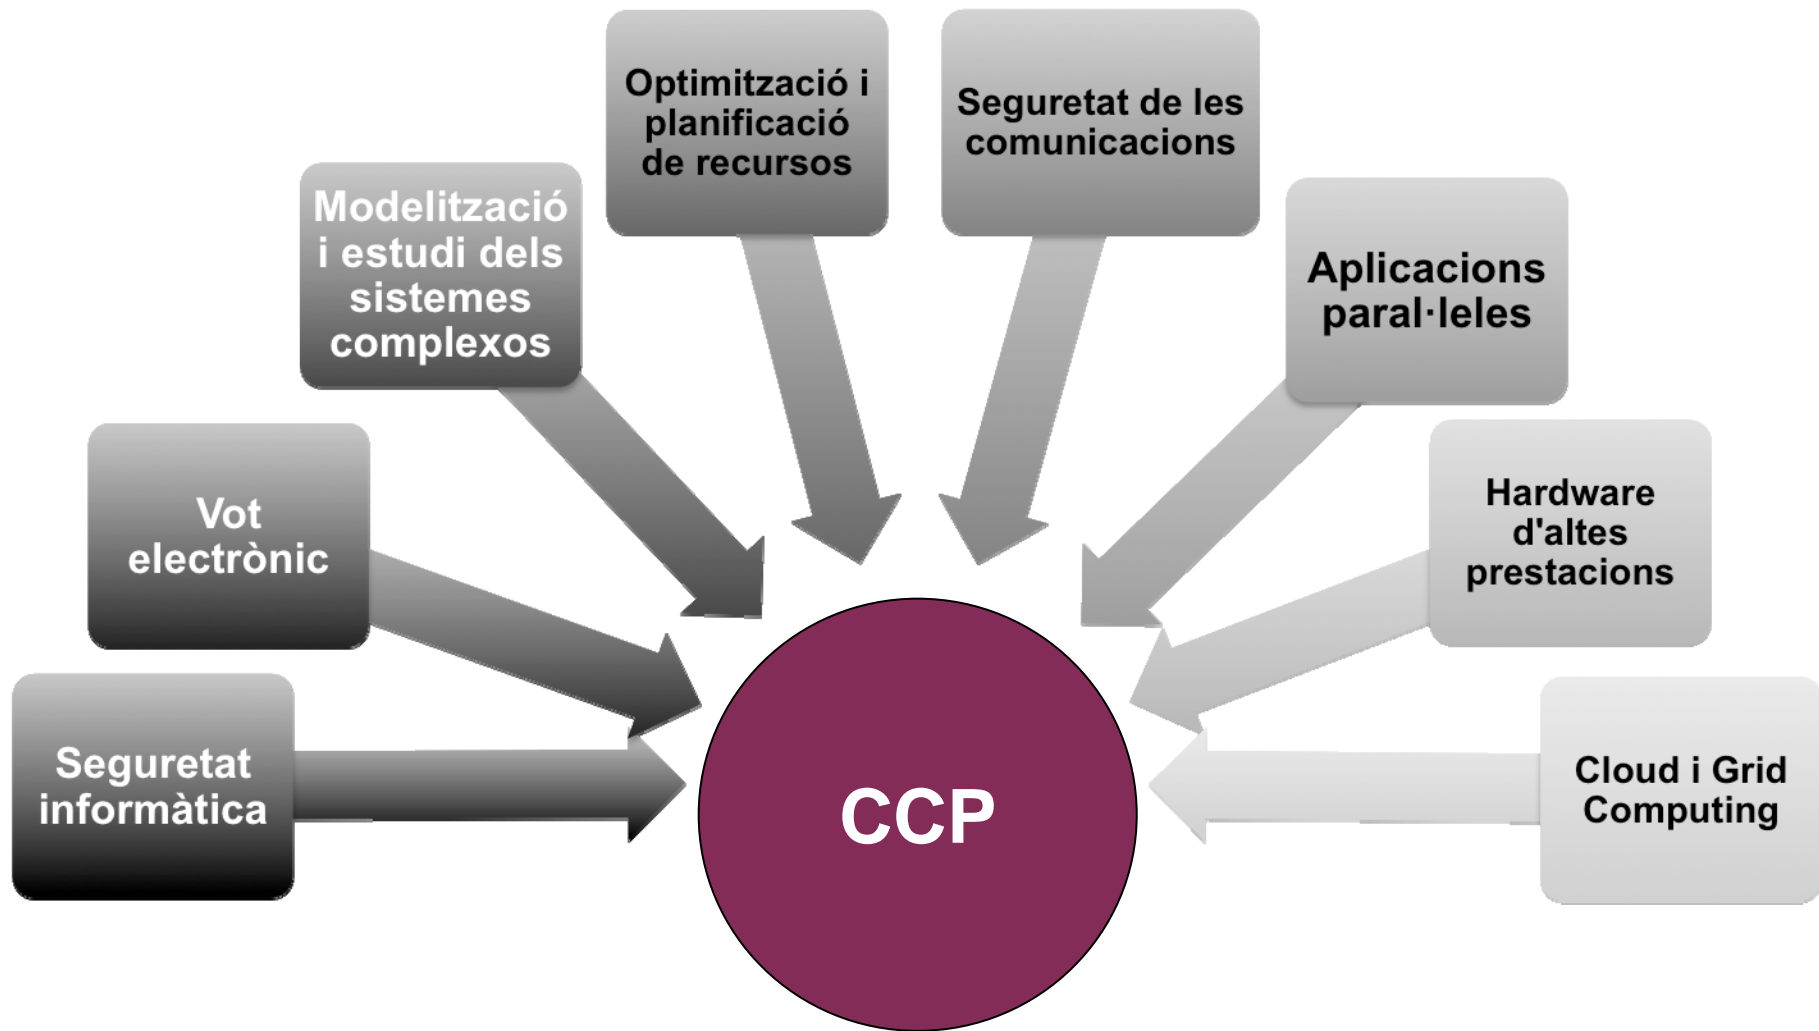 Optimització i
planificació
de recursos
Seguretat de les
comunicacions
Modelització
i estudi dels
sistemes
complexos
Aplicacions
paral·leles
Vot
electrònic
Hardware
d'altes
prestacions
Seguretat
informàtica
Cloud i Grid
Computing
CCP